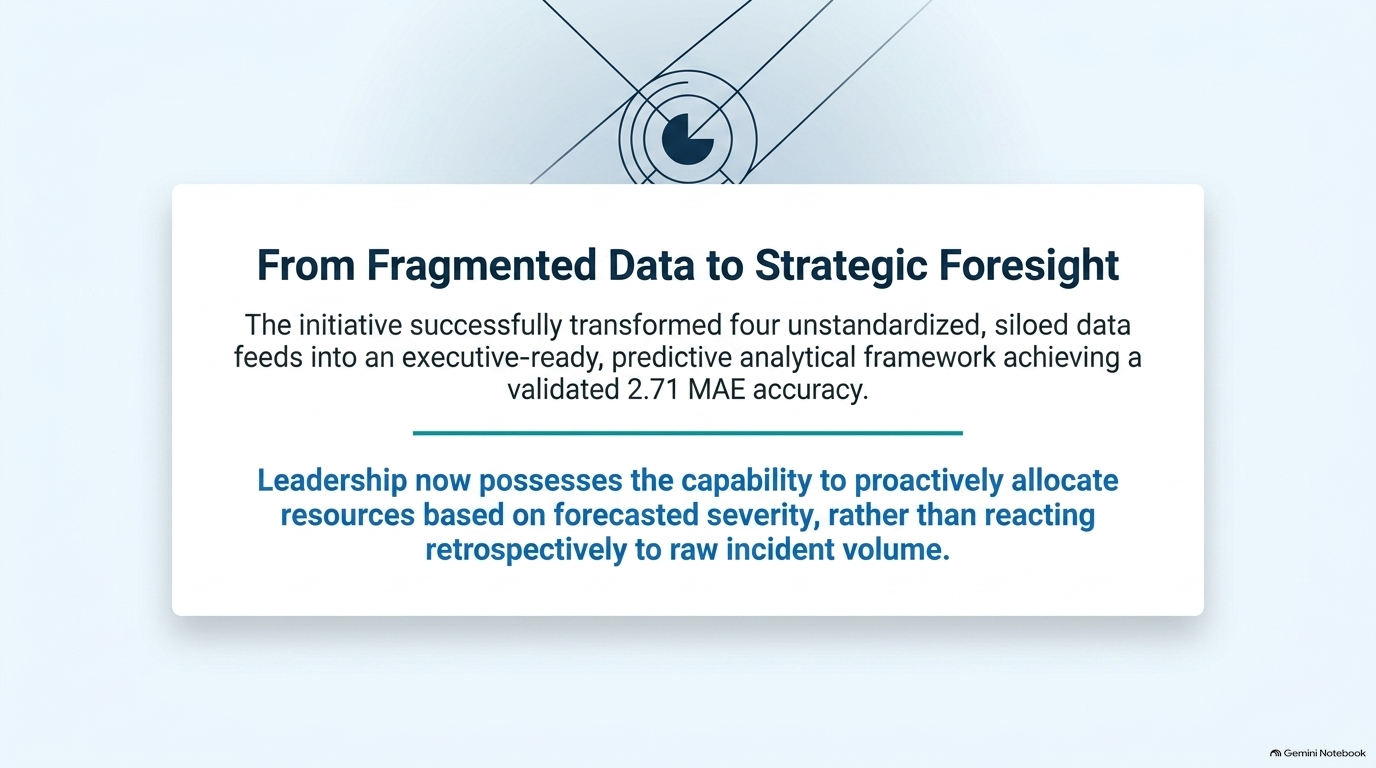 From Fragmented Data to Strategic Foresight
The initiative successfully transformed four unstandardized, siloed data
feeds into an executive-ready, predictive analytical framework achieving a
validated 2.71 MAE accuracy.
Leadership now possesses the capability to proactively allocate
resources based on forecasted severity, rather than reacting
retrospectively to raw incident volume.
Gemini Notebook